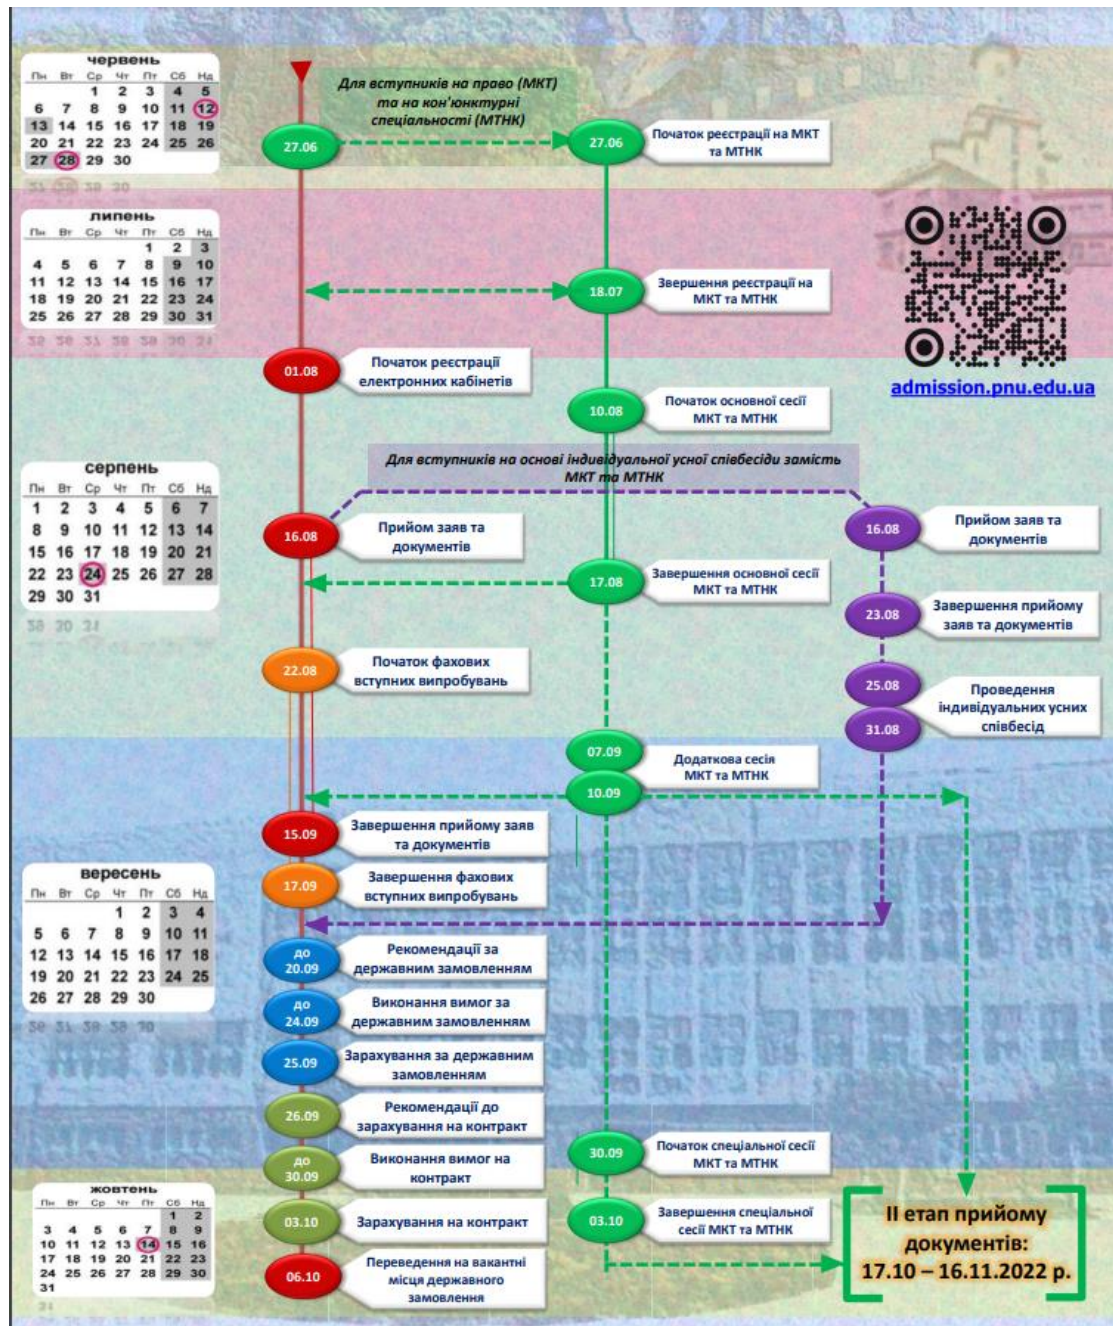 червень
Пн Вт Ср Чт Пт Сб Нд
1 2 3 4 5
6 7 8 9 10 11 12
13 14 15 16 17 18 19
20 21 22 23 24 25 26
27 28 29 30
Для вступників на право (МКТ)
та на кон'юнктурні
спеціальності (МТНК)
27.06
27.06
Початок реєстрації на МКТ
та МТНК
липень
Пн Вт Ср Чт Пт Сб Нд
1 2 3
4 5 6 7 8 9 10
11 12 13 14 15 16 17
18 19 20 21 22 23 24
25 26 27 28 29 30 31
18.07
Звершення реєстрації на
МКТ та МТНК
admission.pnu.edu.ua
01.08
Початок реєстрації
електронних кабінетів
10.08
Початок основної сесії
МКТ та МТНК
Для вступників на основі індивідуальної усної співбесіди замість
МКТ та МТНК
серпень
Пн Вт Ср Чт Пт Сб Нд
1 2 3 4 5 6 7
8 9 10 11 12 13 14
15 16 17 18 19 20 21
22 23 24 25 26 27 28
29 30 31
16.08
Прийом заяв та
документів
16.08
Прийом заяв та
документів
17.08
Завершення основної сесії
МКТ та МТНК
23.08
Завершення прийому
заяв та документів
22.08
Початок фахових
вступних випробувань
25.08
31.08
Проведення
індивідуальних усних
співбесід
07.09
10.09
Додаткова сесія
МКТ та МТНК
15.09
Завершення прийому заяв
та документів
17.09
Завершення фахових
вступних випробувань
вересень
Пн Вт Ср Чт Пт Сб Нд
1 2 3 4
5 6 7 8 9 10 11
12 13 14 15 16 17 18
19 20 21 22 23 24 25
26 27 28 29 30
до
20.09
Рекомендації за
державним замовленням
до
24.09
Виконання вимог за
державним замовленням
25.09
Зарахування за державним
замовленням
26.09
Рекомендації до
зарахування на контракт
до
30.09
Виконання вимог на
контракт
30.09
Початок спеціальної сесії
МКТ та МТНК
жовтень
Пн Вт Ср Чт Пт Сб Нд
1 2
3 4 5 6 7 8 9
10 11 12 13 14 15 16
17 18 19 20 21 22 23
24 25 26 27 28 29 30
31
03.10
Зарахування на контракт
03.10
Завершення спеціальної
сесії МКТ та МТНК
06.10
Переведення на вакантні
місця державного
замовлення
ІІ етап прийому
документів:
17.10 – 16.11.2022 р.